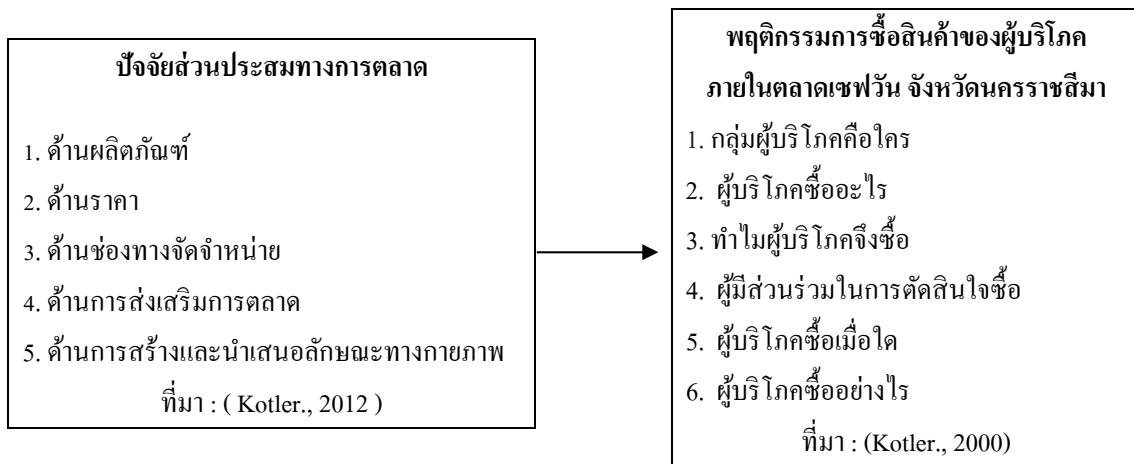 ปัจจัยส่วนประสมทางการตลาด
1. ด้านผลิตภัณฑ์
2. ด้านราคา
3. ด้านช่องทางจัดจำหน่าย
4. ด้านการส่งเสริมการตลาด
5. ด้านการสร้างและนำเสนอลักษณะทางกายภาพ
ที่มา : ( Kotler., 2012 )
พฤติกรรมการซื้อสินค้าของผู้บริโภค
ภายในตลาดเซฟวัน จังหวัดนครราชสีมา
1. กลุ่มผู้บริโภคคือใคร
2. ผู้บริโภคซื้ออะไร
3. ทำไมผู้บริโภคจึงซื้อ
4. ผู้มีส่วนร่วมในการตัดสินใจซื้อ
5. ผู้บริโภคซื้อเมื่อใด
6. ผู้บริโภคซื้ออย่างไร
ที่มา : (Kotler., 2000)